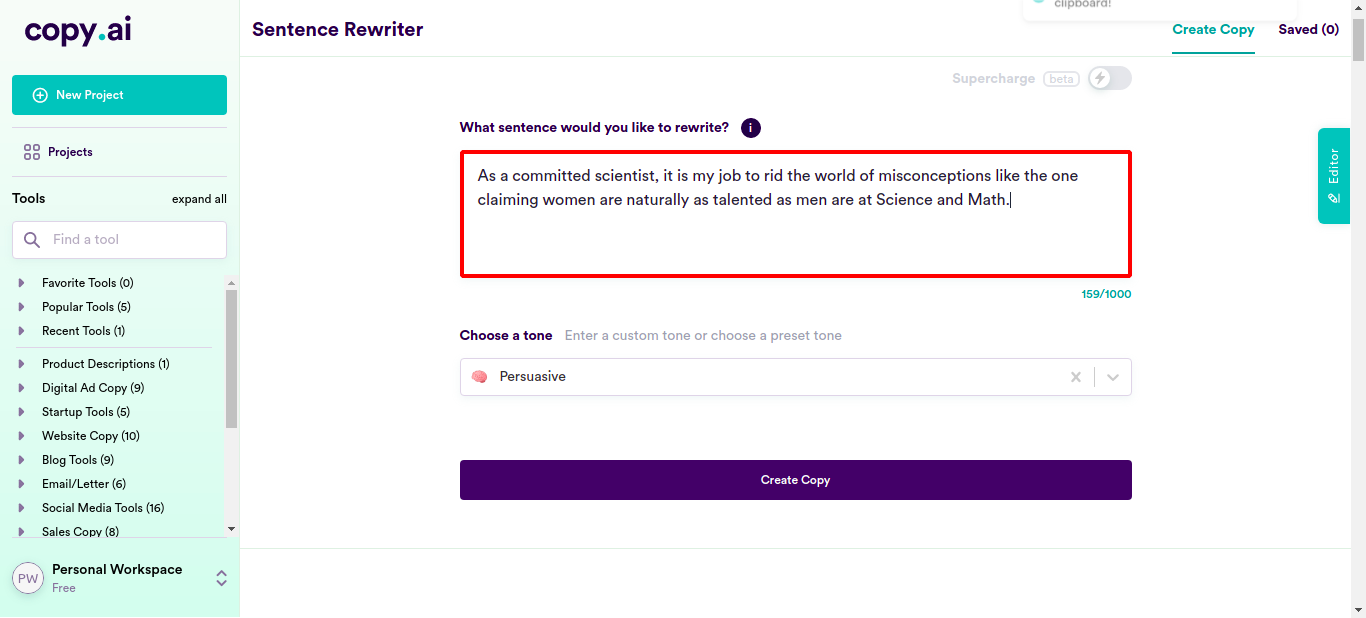 clipboard!
copy.ai
Sentence Rewriter
Create Copy
Saved (0)
New Project
Supercharge beta
What sentence would you like to rewrite? i
Projects
As a committed scientist, it is my job to rid the world of misconceptions like the one
claiming women are naturally as talented as men are at Science and Math.
Editor
Tools
expand all
Find a tool
Favorite Tools (0)
Popular Tools (5)
Recent Tools (1)
159/1000
Choose a tone Enter a custom tone or choose a preset tone
Product Descriptions (1)
Persuasive
Digital Ad Copy (9)
Startup Tools (5)
Website Copy (10)
Blog Tools (9)
Email/Letter (6)
Social Media Tools (16)
Sales Copy (8)
Create Copy
PW
Personal Workspace
Free